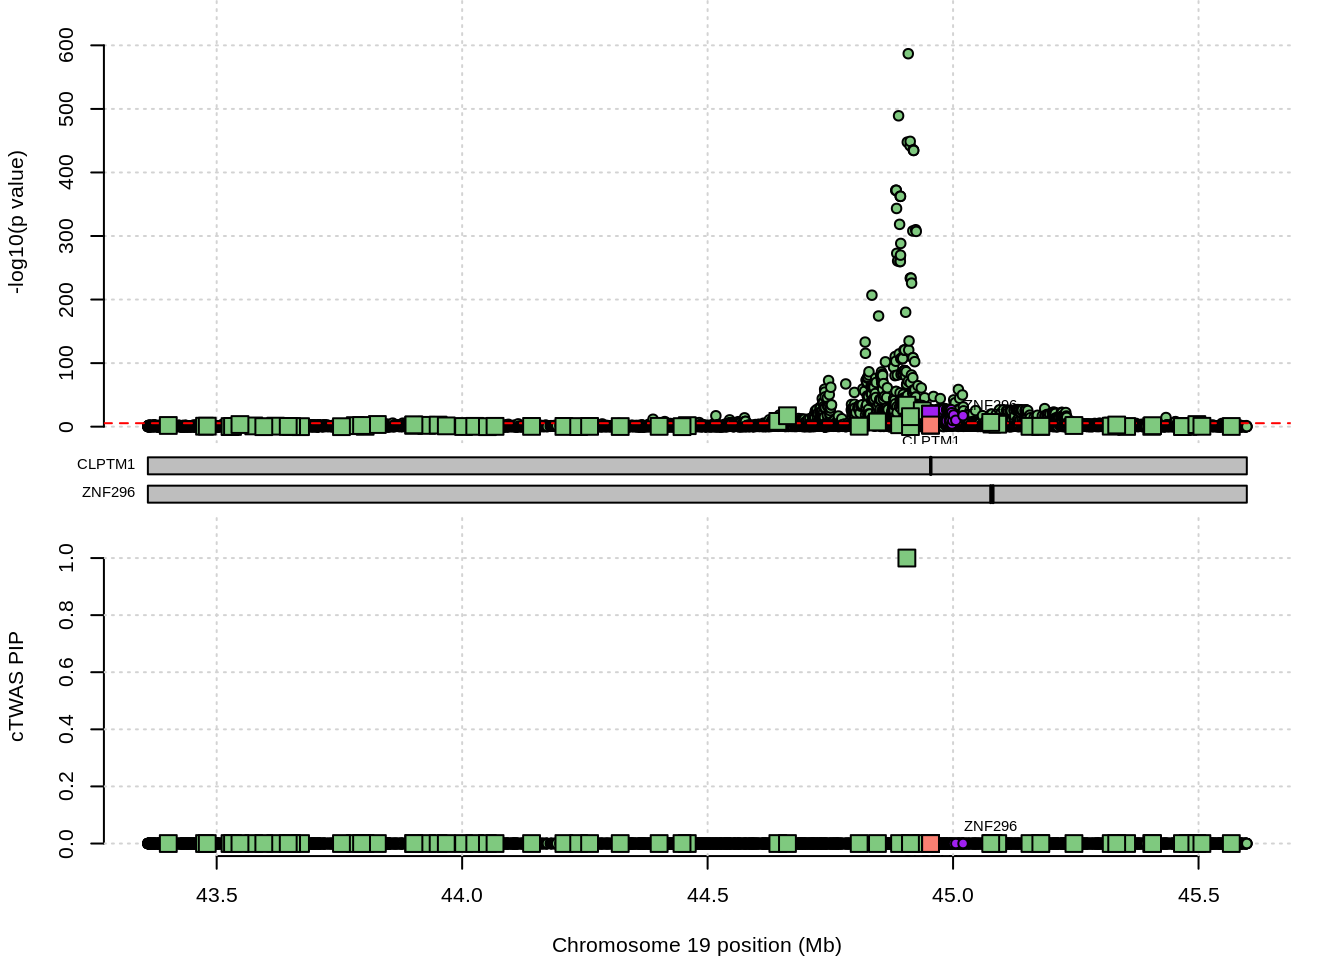 -log10(p value)
600
500
400
300
200
100
0
ZNF296
CLPTM1
CLPTM1
ZNF296
cTWAS PIP
1.0
0.8
0.6
0.4
0.2
0.0
ZNF296
43.5 44.0 44.5 45.0 45.5
Chromosome 19 position (Mb)